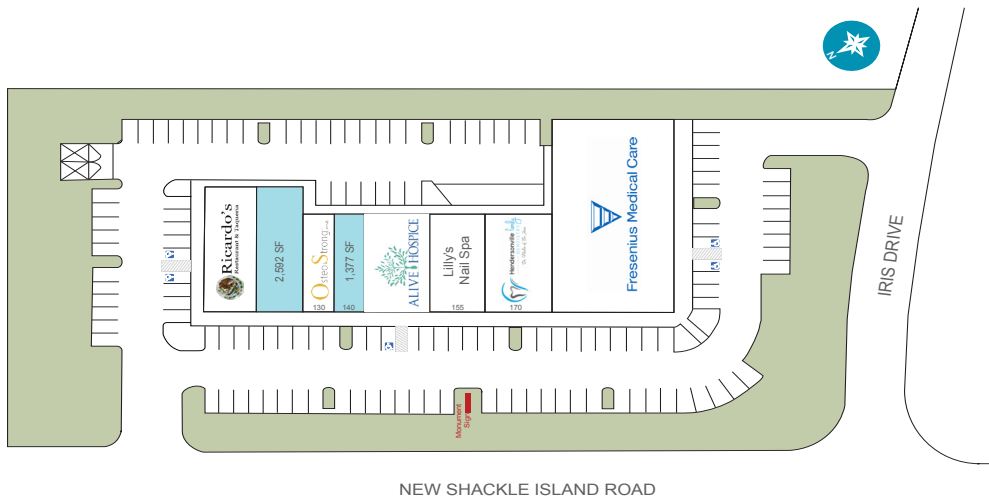 N
Ricardo's
Restaurant & Taqueria
2,592 SF
OsteoStrong
130
1,377 SF
140
ALIVE HOSPICE
Lilly's
Nail Spa
155
Hendersonville
170
Fresenius Medical Care
IRIS DRIVE
Monument
Sign
NEW SHACKLE ISLAND ROAD